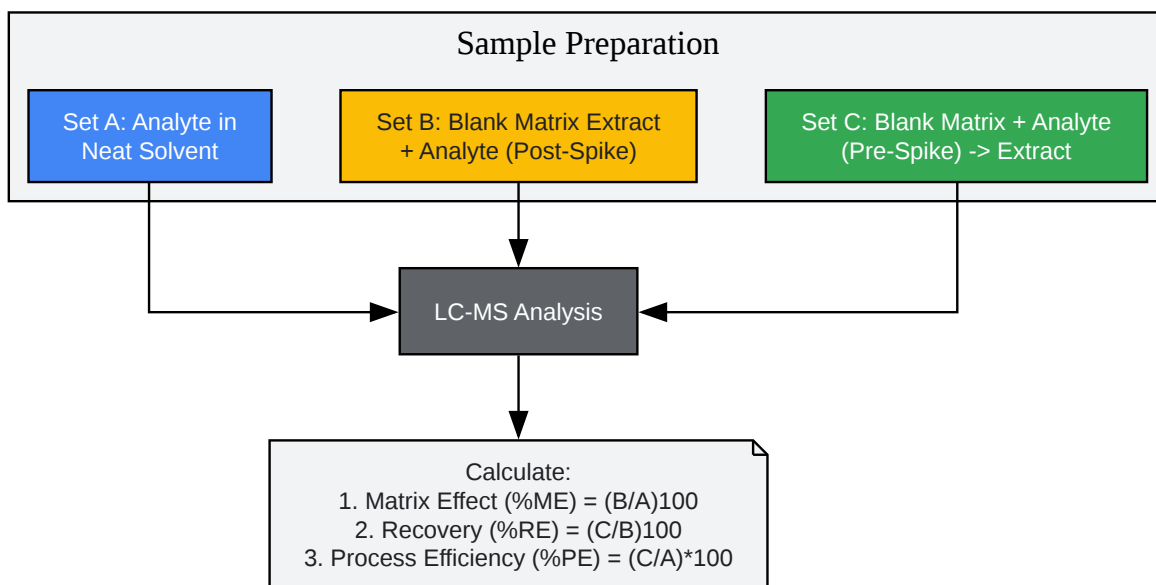 Sample Preparation
Set A: Analyte in
Neat Solvent
Set B: Blank Matrix Extract
+ Analyte (Post-Spike)
Set C: Blank Matrix + Analyte
(Pre-Spike) -> Extract
LC-MS Analysis
Calculate:
1. Matrix Effect (%ME) = (B/A)100
2. Recovery (%RE) = (C/B)100
3. Process Efficiency (%PE) = (C/A)*100